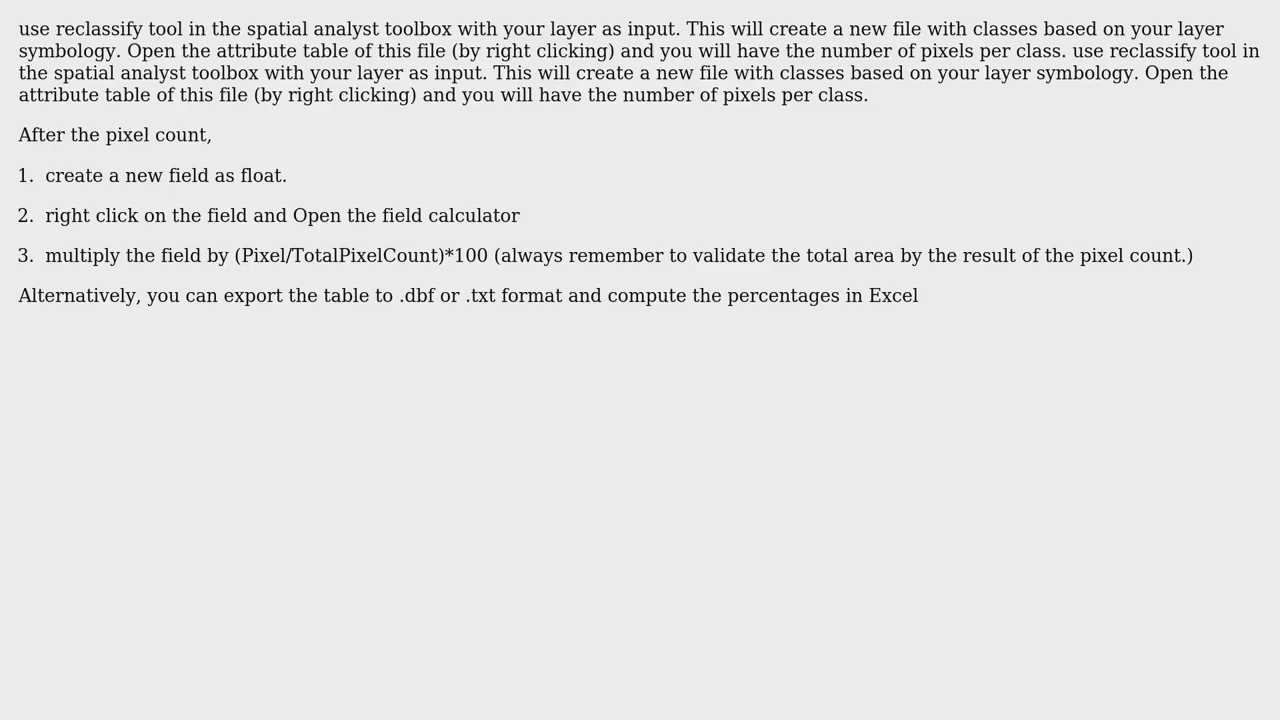 use reclassify tool in the spatial analyst toolbox with your layer as input. This will create a new file with classes based on your layer
symbology. Open the attribute table of this file (by right clicking) and you will have the number of pixels per class. use reclassify tool in
the spatial analyst toolbox with your layer as input. This will create a new file with classes based on your layer symbology. Open the
attribute table of this file (by right clicking) and you will have the number of pixels per class.
After the pixel count,
1. create a new field as float.
2. right click on the field and Open the field calculator
3. multiply the field by (Pixel/TotalPixelCount)*100 (always remember to validate the total area by the result of the pixel count.)
Alternatively, you can export the table to .dbf or .txt format and compute the percentages in Excel